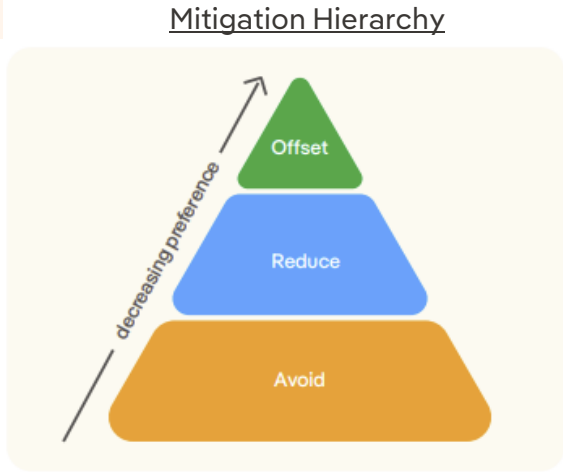 Mitigation Hierarchy
Offset
decreasing preference
Reduce
Avoid